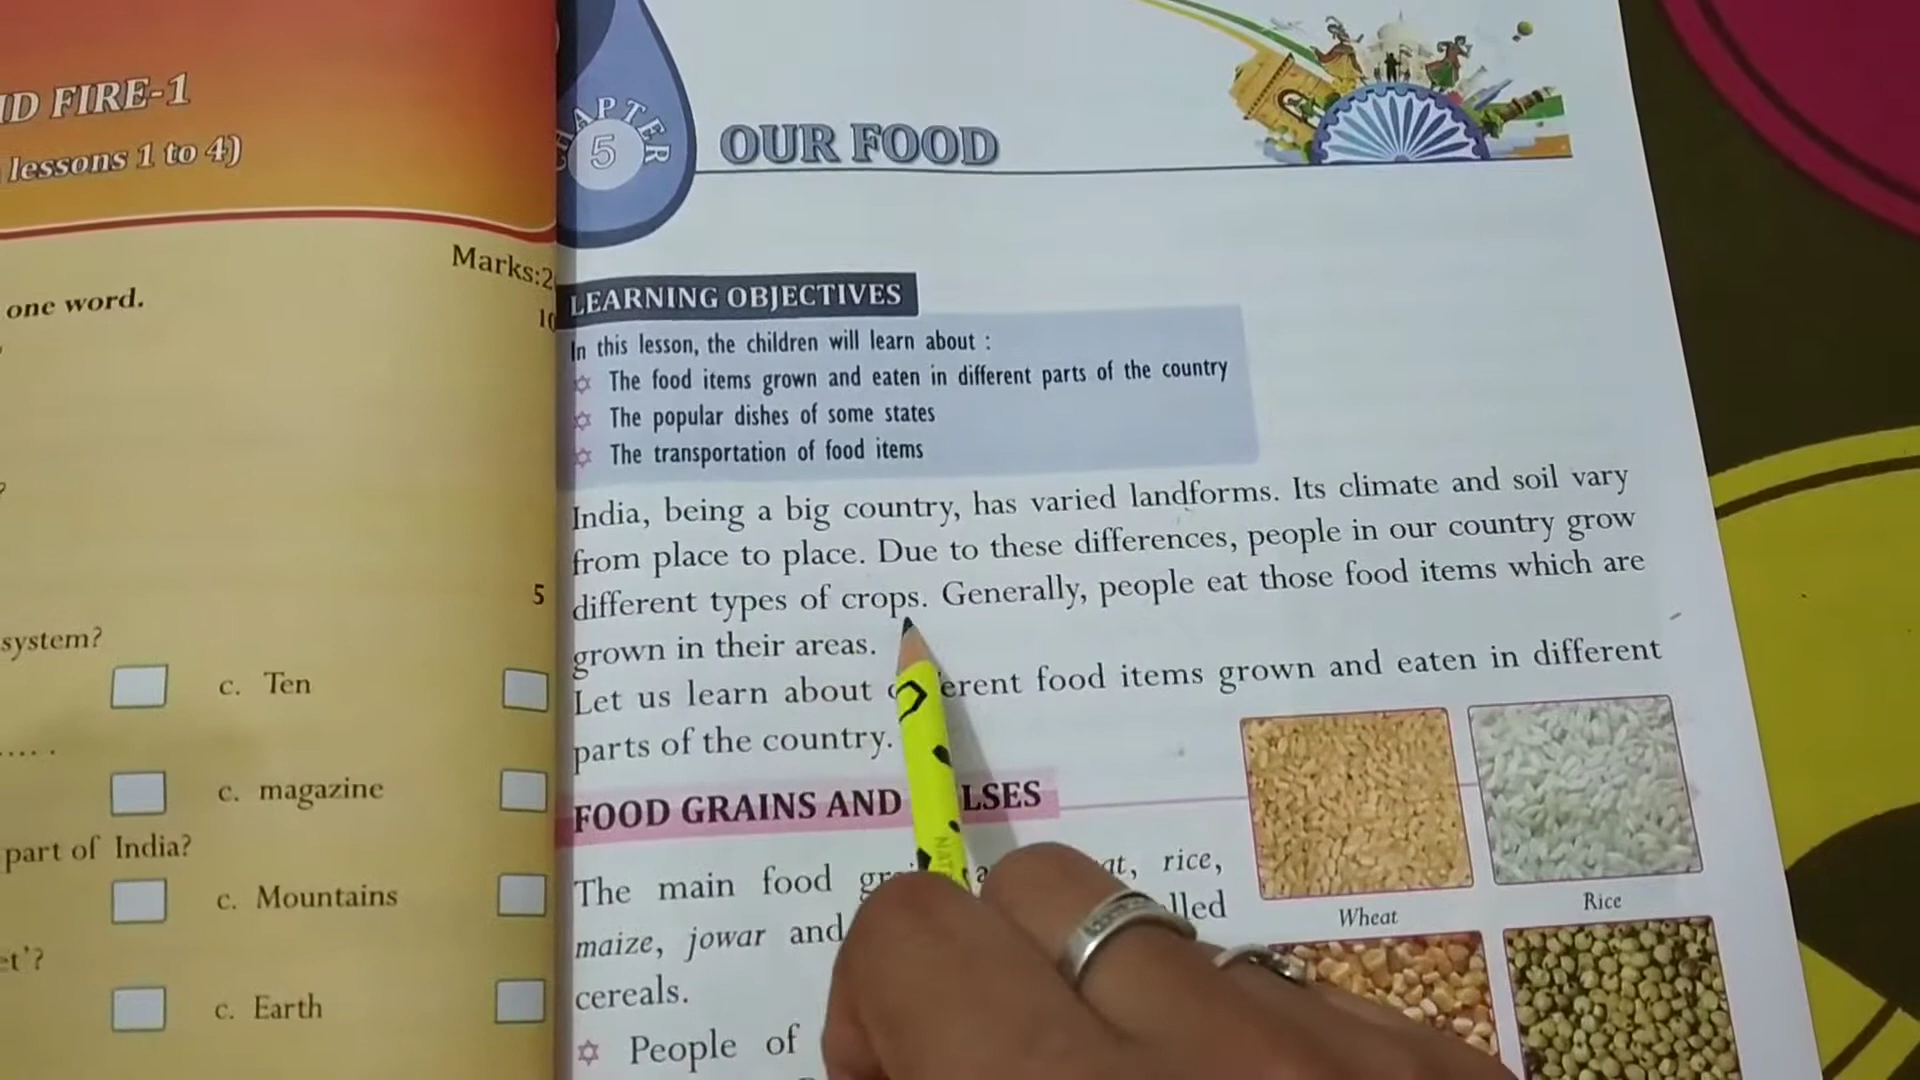 ID FIRE-1
lessons 1 to 4)
Marks:2
one word.
10
5
system?
c. Ten
.....
c. magazine
part of India?
c. Mountains
et'?
c. Earth
CHAPTER
5
OUR FOOD
LEARNING OBJECTIVES
In this lesson, the children will learn about :
The food items grown and eaten in different parts of the country
The popular dishes of some states
The transportation of food items
India, being a big country, has varied landforms. Its climate and soil vary
from place to place. Due to these differences, people in our country grow
different types of crops. Generally, people eat those food items which are
grown in their areas.
Let us learn about erent food items grown and eaten in different
parts of the country.
FOOD GRAINS AND LSES
The main food at, rice,
maize, jowar and lled
cereals.
People of
Wheat
Rice